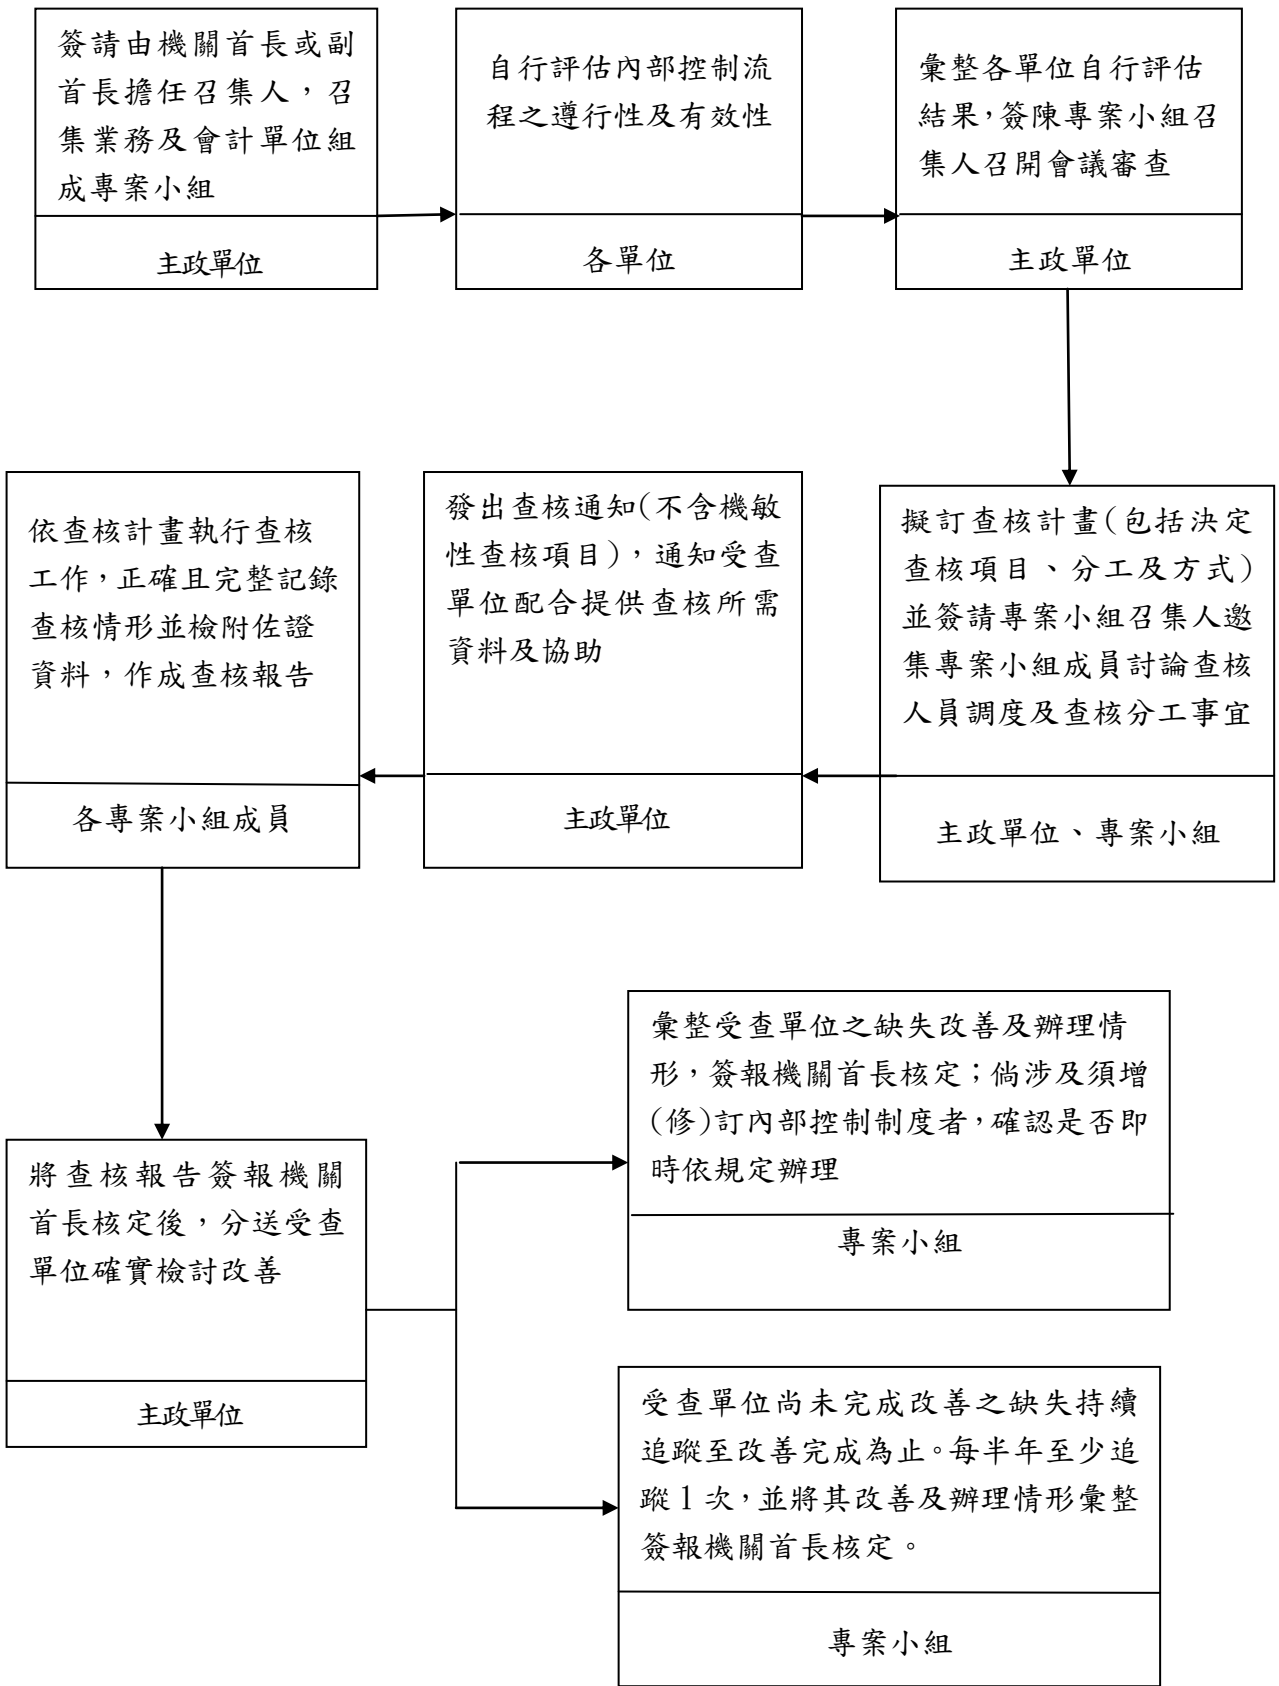 簽請由機關首長或副
首長擔任召集人，召
集業務及會計單位組
成專案小組
主政單位
自行評估內部控制流
程之遵行性及有效性
各單位
彙整各單位自行評估
結果，簽陳專案小組召
集人召開會議審查
主政單位
擬訂查核計畫(包括決定
查核項目、分工及方式)
並簽請專案小組召集人邀
集專案小組成員討論查核
人員調度及查核分工事宜
主政單位、專案小組
發出查核通知(不含機敏
性查核項目)，通知受查
單位配合提供查核所需
資料及協助
主政單位
依查核計畫執行查核
工作，正確且完整記錄
查核情形並檢附佐證
資料，作成查核報告
各專案小組成員
將查核報告簽報機關
首長核定後，分送受查
單位確實檢討改善
主政單位
彙整受查單位之缺失改善及辦理情
形，簽報機關首長核定；倘涉及須增
(修)訂內部控制制度者，確認是否即
時依規定辦理
專案小組
受查單位尚未完成改善之缺失持續
追蹤至改善完成為止。每半年至少追
蹤1次，並將其改善及辦理情形彙整
簽報機關首長核定。
專案小組